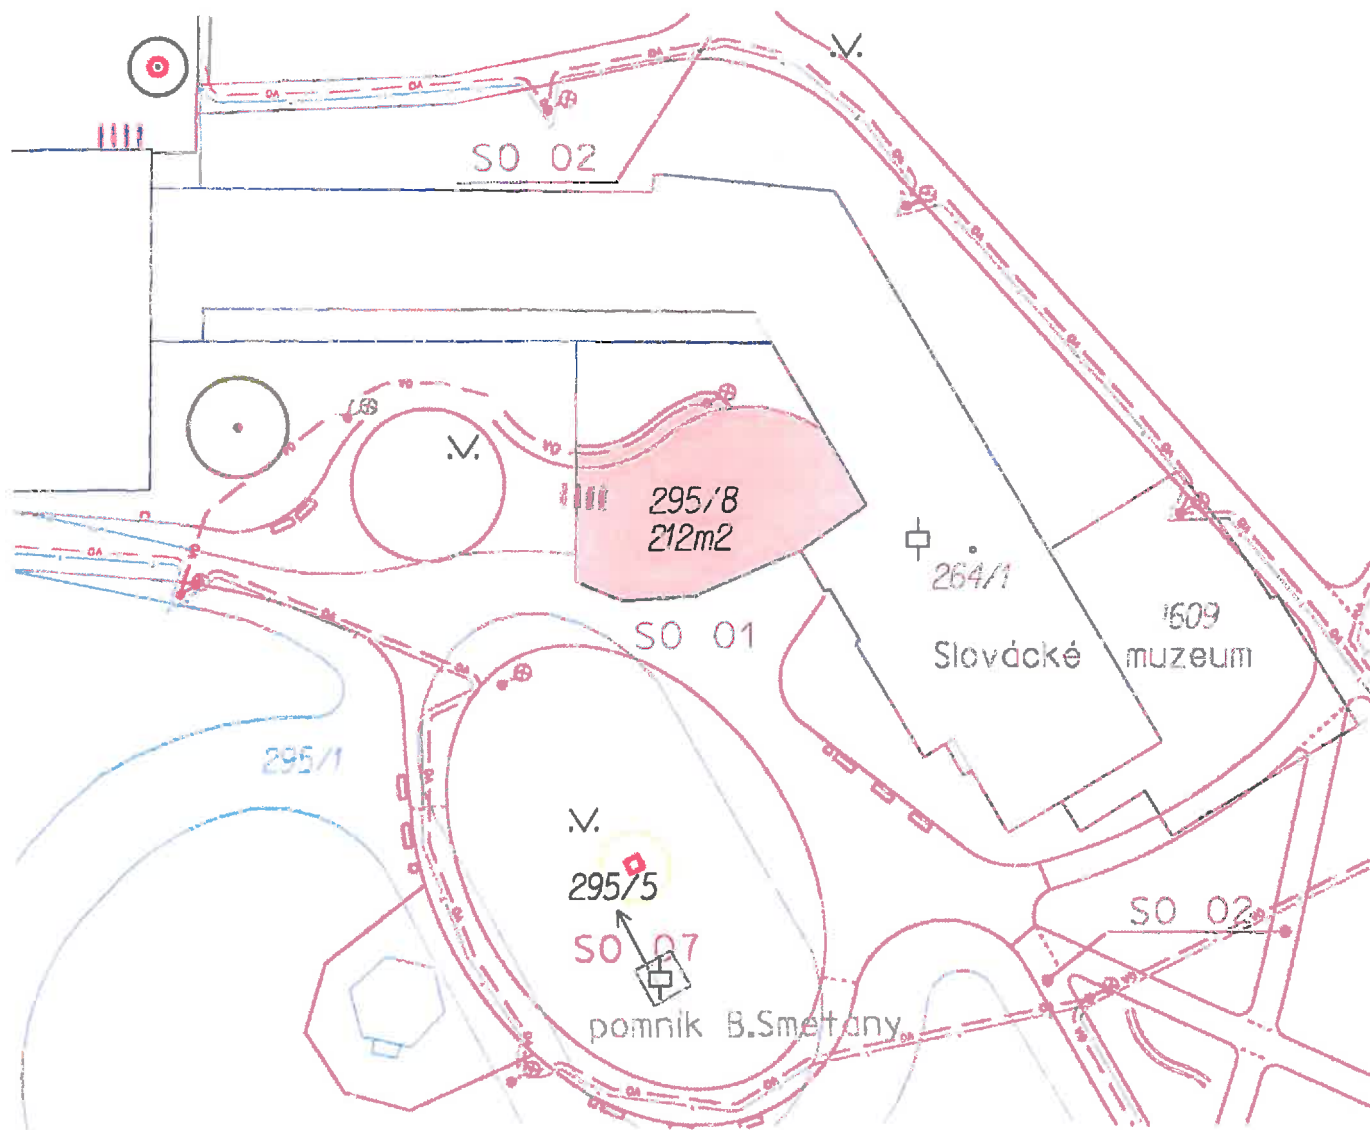 SO 02
295/8
212m2
264/1
1609
SO 01
Slovácké muzeum
295/1
295/5
SO 02
SO 07
pomník B.Smetany